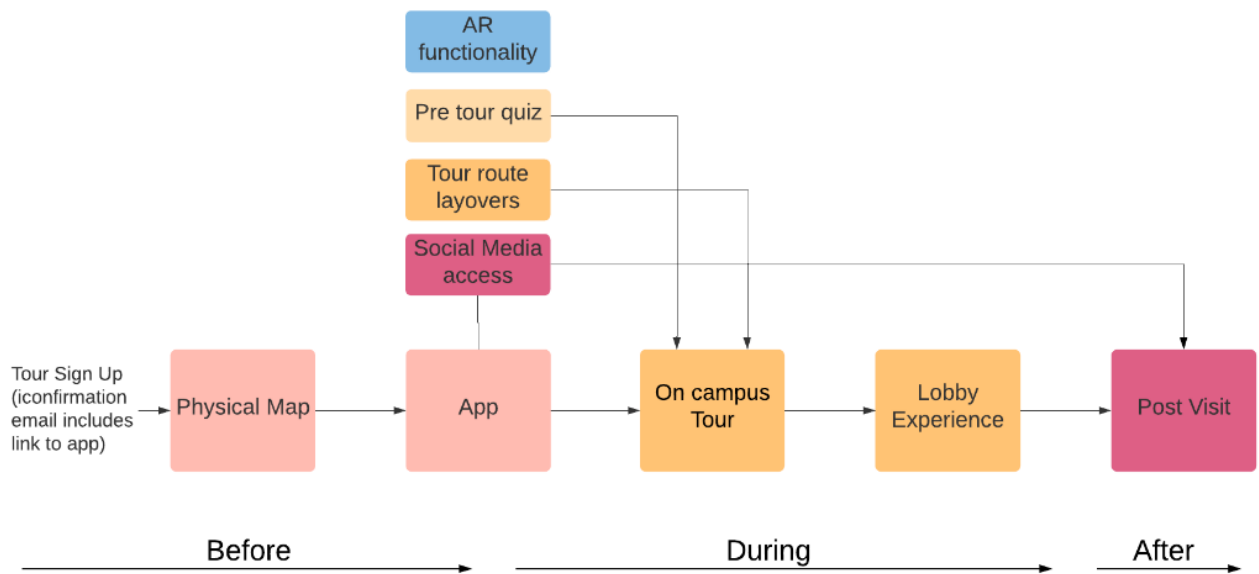 AR
functionality
Pre tour quiz
Tour route
layovers
Social Media
access
Tour Sign Up
(iconfirmation
email includes
link to app)
Physical Map
App
On campus
Tour
Lobby
Experience
Post Visit
Before
During
After